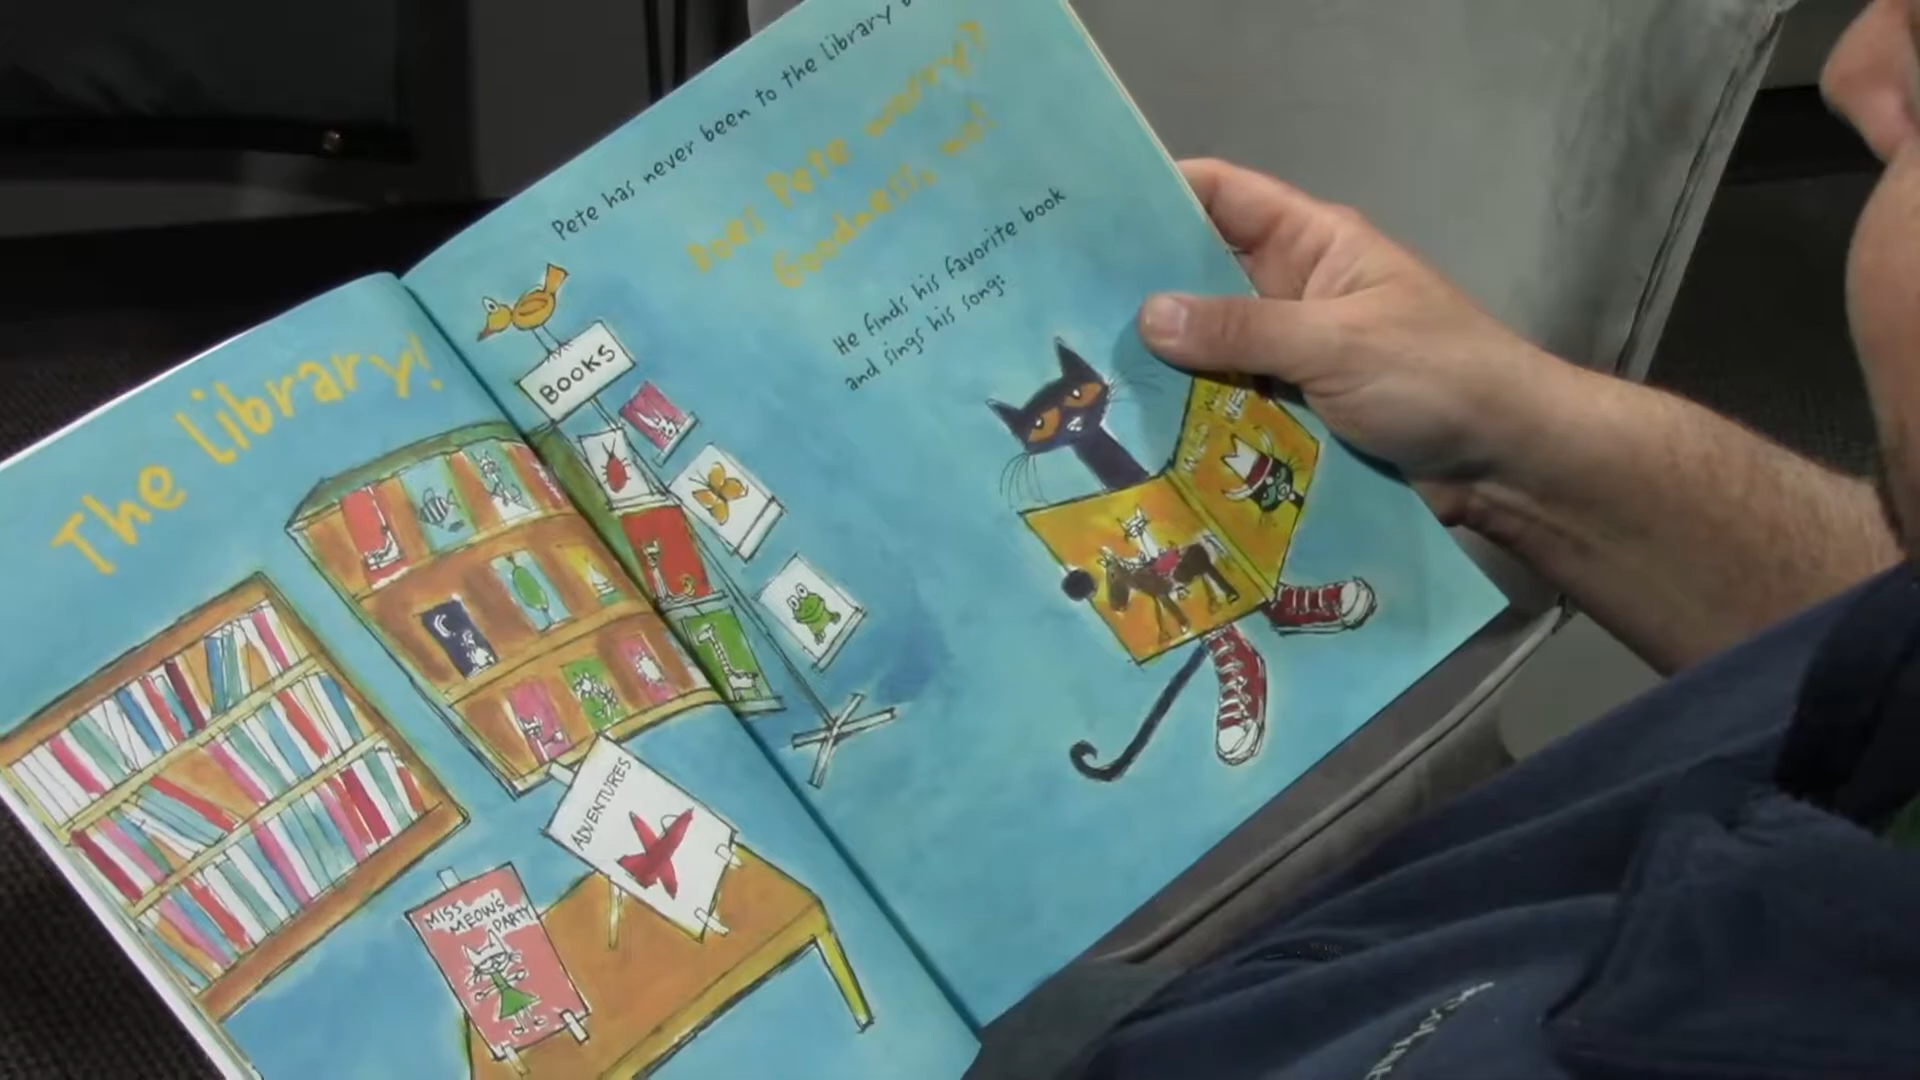 The library!
Pete has never been to the library
Does Pete worry?
Goodness, no!
He finds his favorite book
and sings his song:
BOOKS
ADVENTURES
MISS
MEOW'S
PARTY